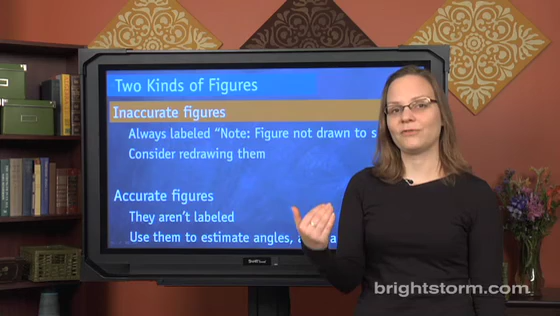 Two Kinds of Figures
Inaccurate figures
Always labeled “Note: Figure not drawn to s
Consider redrawing them
Accurate figures
They aren't labeled
Use them to estimate angles, a
brightstorm.com